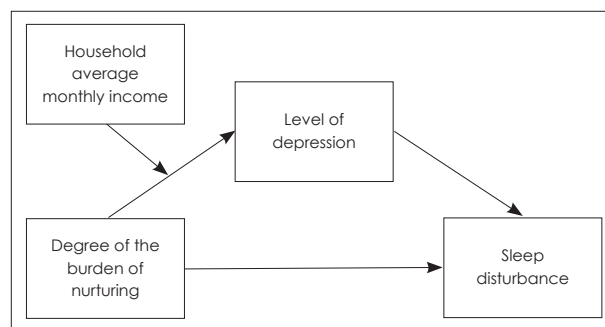 Household
average
monthly income
Level of
depression
Degree of the
burden of
nurturing
Sleep
disturbance